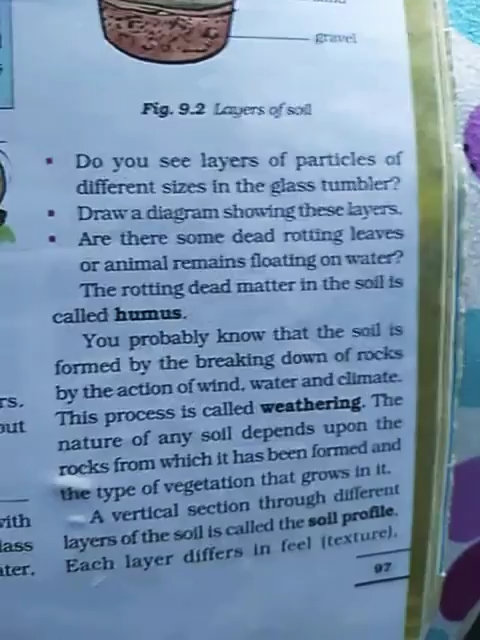 gravel
Fig. 9.2 Layers of soil
▪ Do you see layers of particles of
different sizes in the glass tumbler?
▪ Draw a diagram showing these layers.
▪ Are there some dead rotting leaves
or animal remains floating on water?
The rotting dead matter in the soil is
called humus.
You probably know that the soil is
formed by the breaking down of rocks
by the action of wind, water and climate.
This process is called weathering. The
nature of any soil depends upon the
rocks from which it has been formed and
the type of vegetation that grows in it.
A vertical section through different
layers of the soil is called the soil profile.
Each layer differs in feel (texture),
97